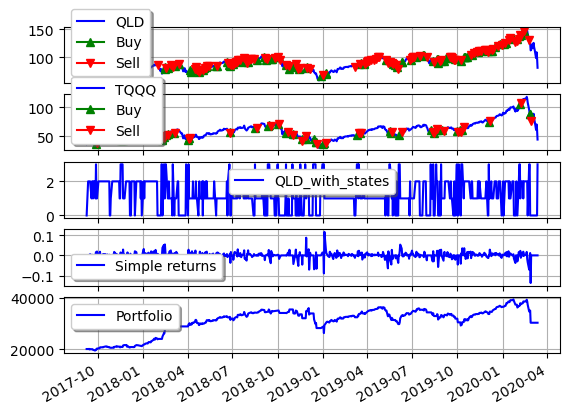 150
100
QLD
Buy
Sell
100
50
TQQQ
Buy
Sell
2
0
QLD_with_states
0.1
0.0
−0.1
Simple returns
40000
20000
Portfolio
2017-10
2018-01
2018-04
2018-07
2018-10
2019-01
2019-04
2019-07
2019-10
2020-01
2020-04